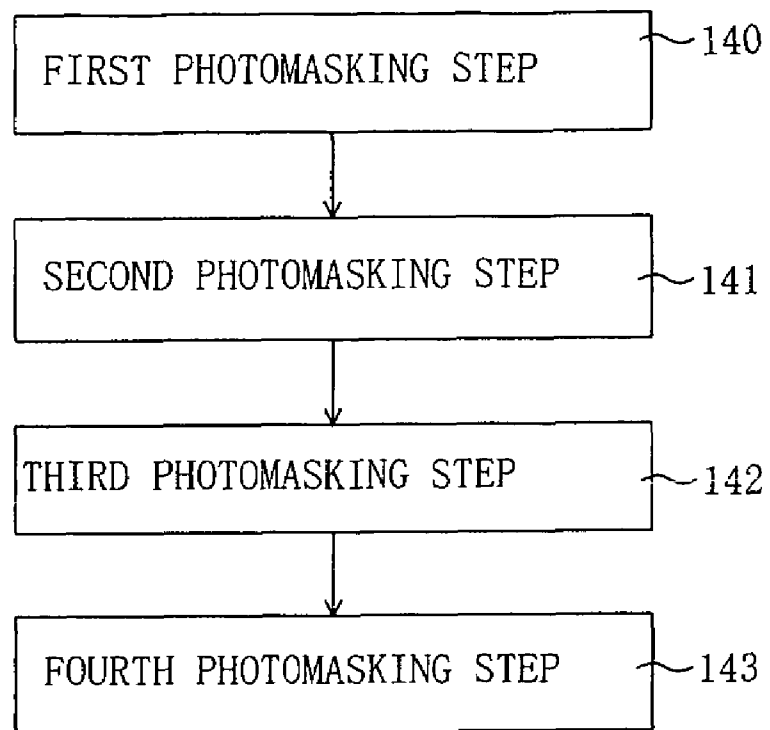 FIRST PHOTOMASKING STEP 140
SECOND PHOTOMASKING STEP 141
THIRD PHOTOMASKING STEP 142
FOURTH PHOTOMASKING STEP 143